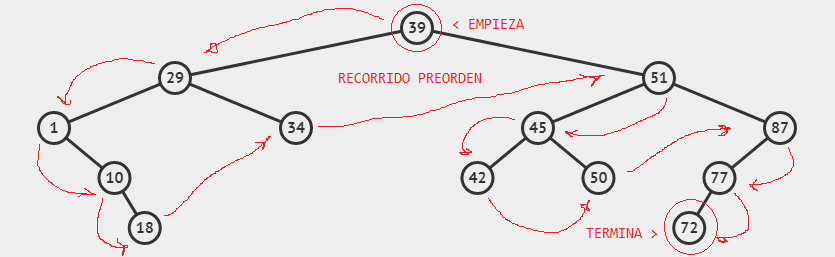 39 < EMPIEZA
29 RECORRIDO PREORDEN 51
1 34 45 87
10 42 50 77
18 TERMINA > 72